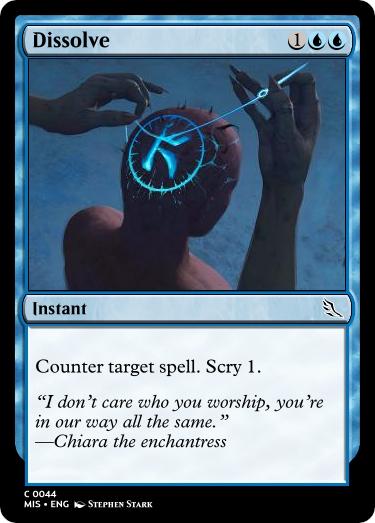 Dissolve 1
Instant
Counter target spell. Scry 1.
“I don’t care who you worship, you’re
in our way all the same.”
—Chiara the enchantress
C 0044
MIS • ENG Stephen Stark